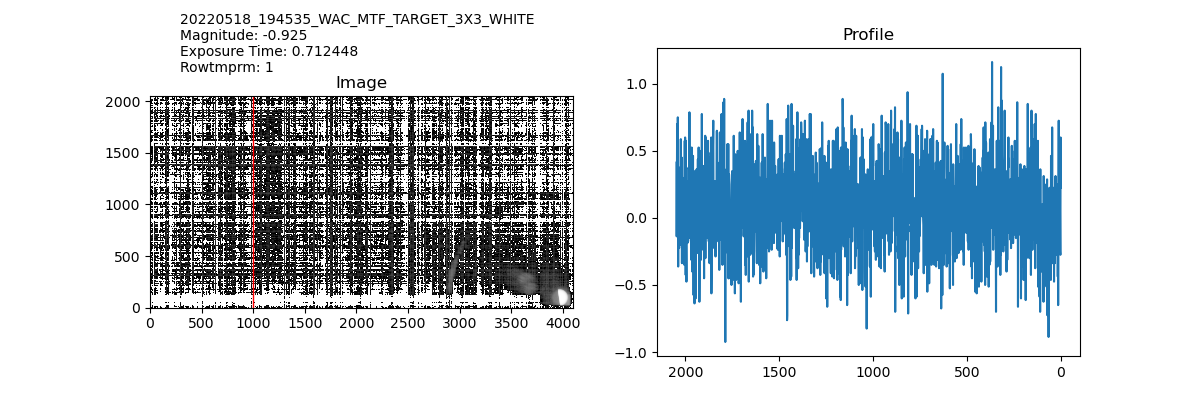 20220518_194535_WAC_MTF_TARGET_3X3_WHITE
Magnitude: -0.925
Exposure Time: 0.712448
Rowtmprm: 1
Image
2000
1500
1000
500
0
0 500 1000 1500 2000 2500 3000 3500 4000
Profile
1.0
0.5
0.0
−0.5
−1.0
2000 1500 1000 500 0